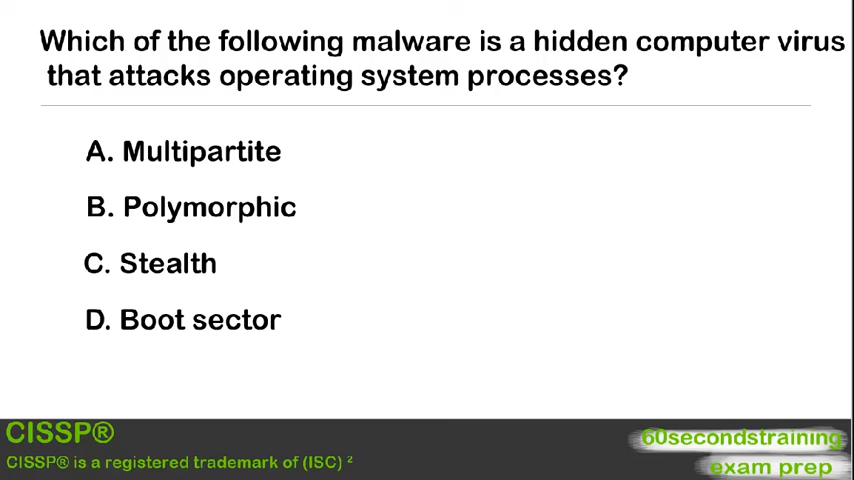 Which of the following malware is a hidden computer virus
that attacks operating system processes?
A. Multipartite
B. Polymorphic
C. Stealth
D. Boot sector
CISSP®
CISSP® is a registered trademark of (ISC) ²
60secondstraining
exam prep